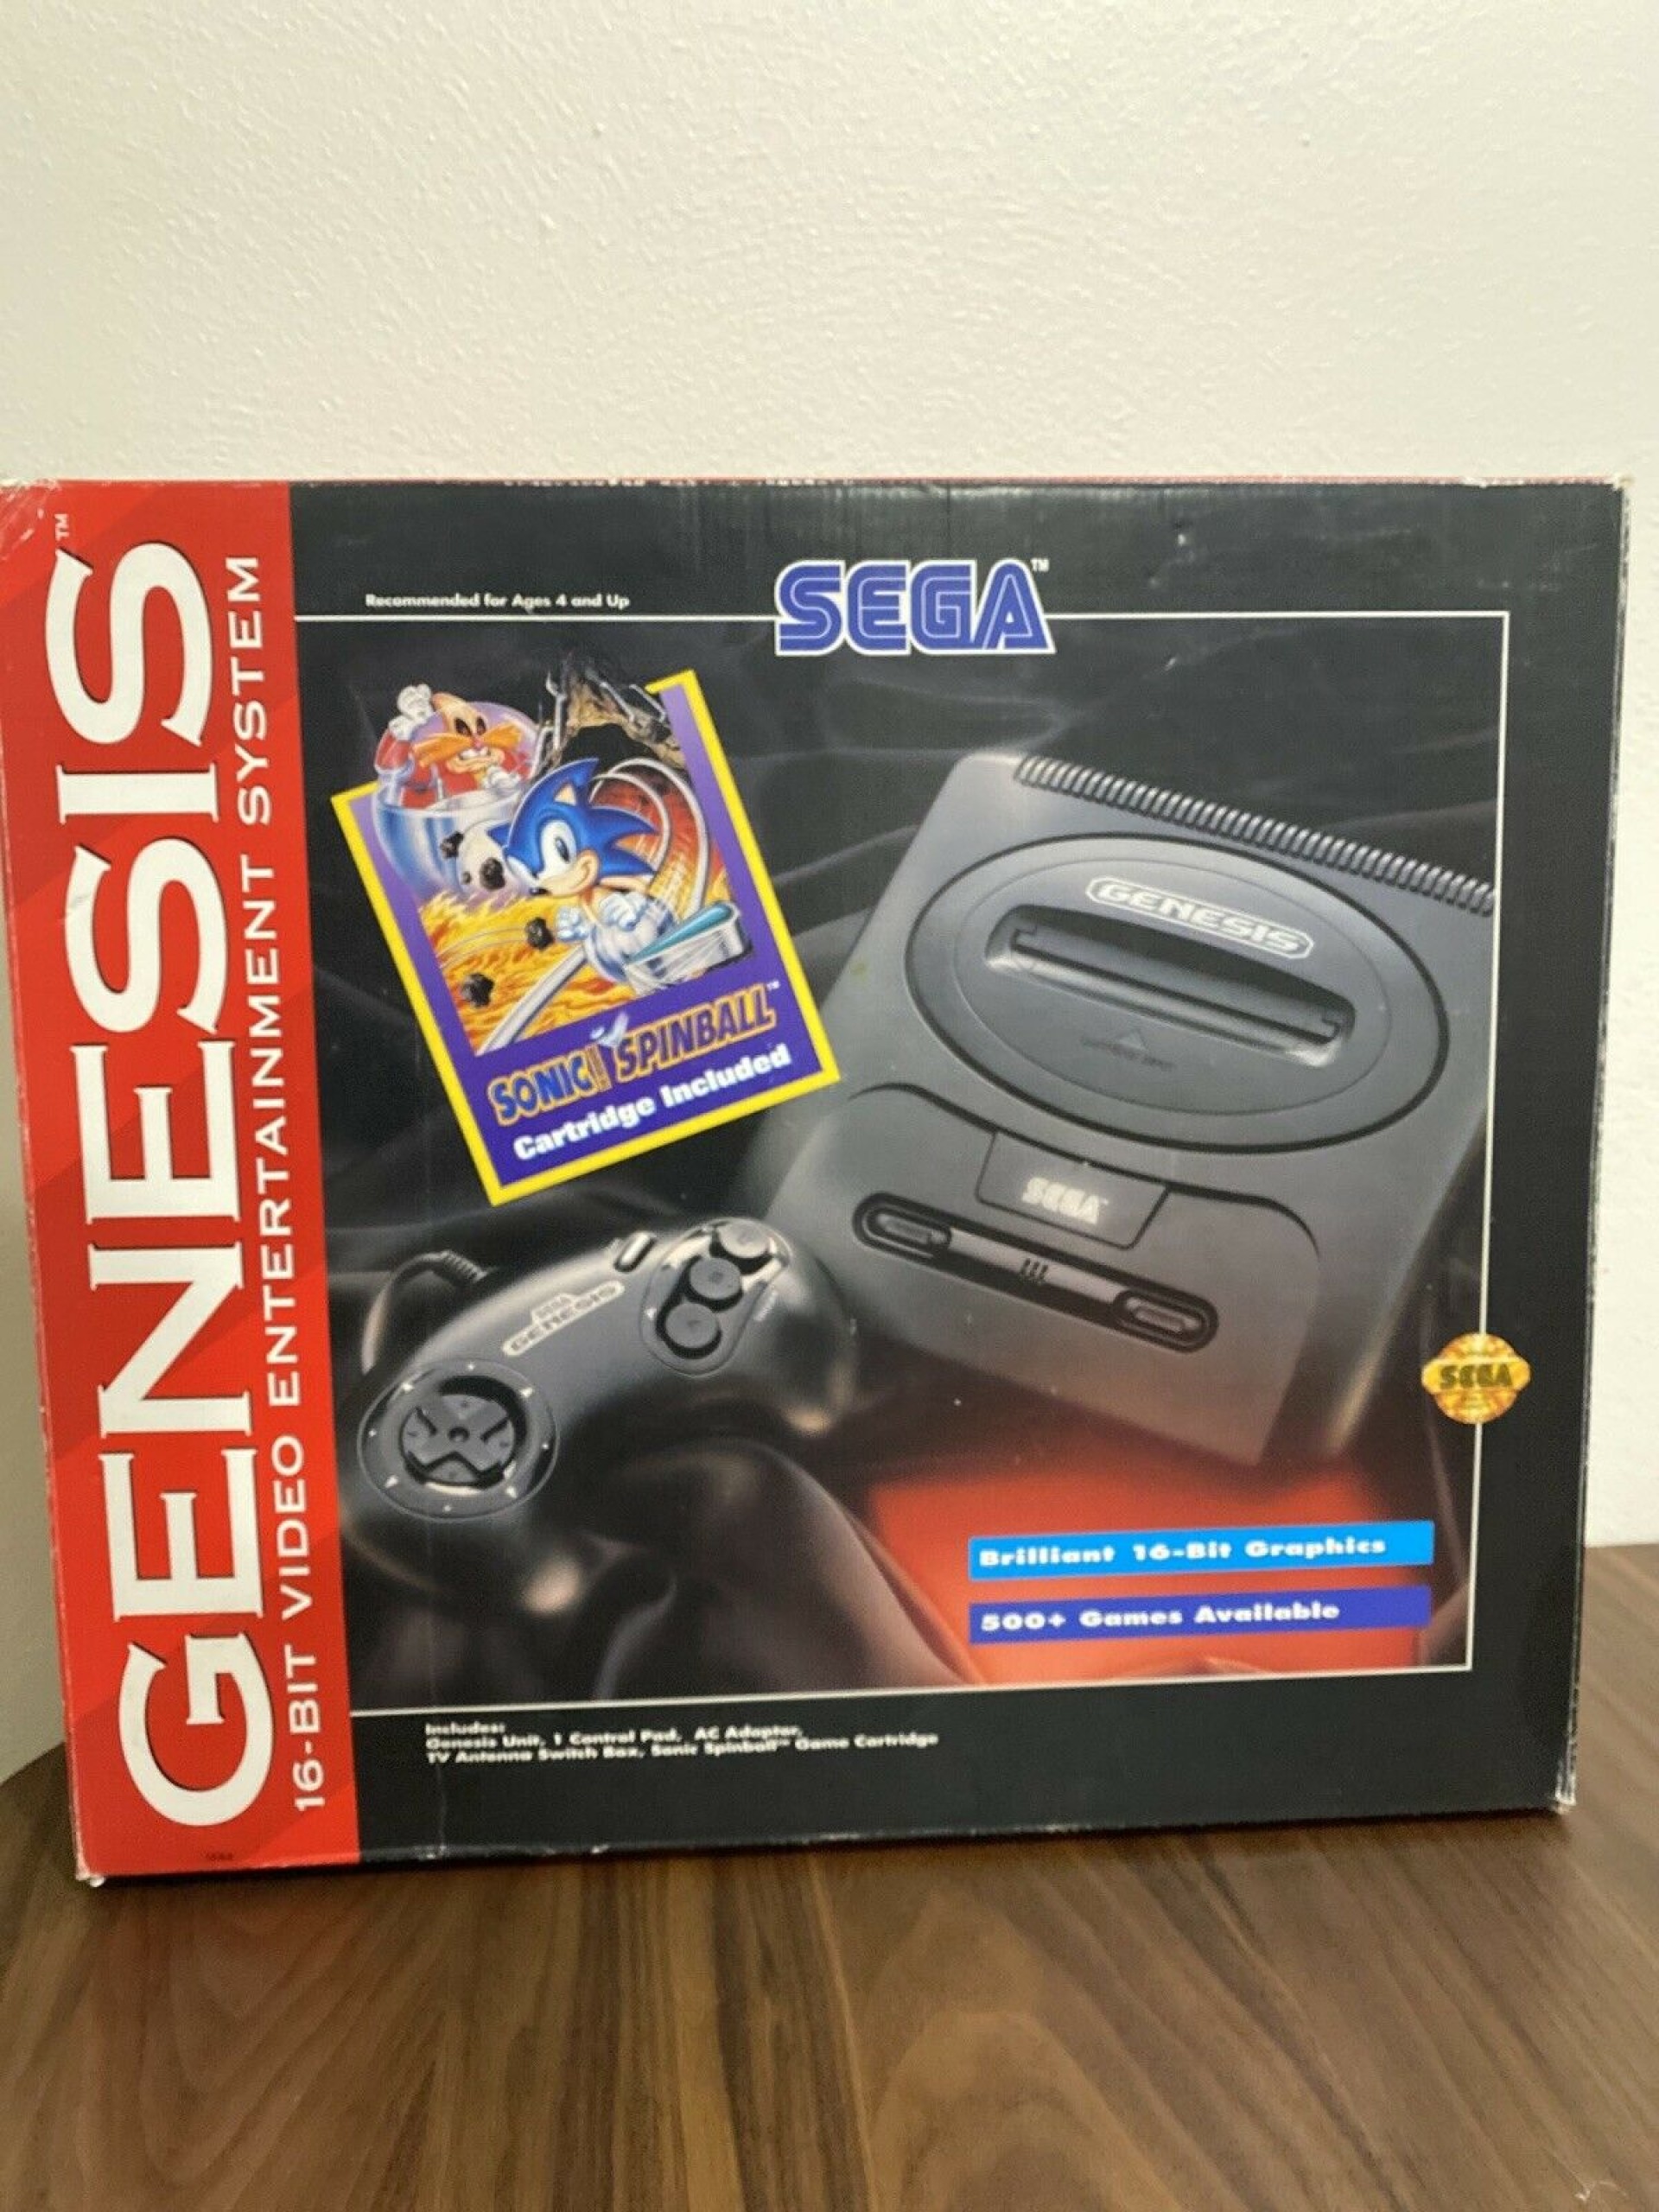 GENESIS™
16-BIT VIDEO ENTERTAINMENT SYSTEM
Recommended for Ages 4 and Up
SEGA™
SONIC SPINBALL™
Cartridge Included
GENESIS
SEGA™
SEGA
GENESIS
SEGA
Brilliant 16-Bit Graphics
500+ Games Available
Includes:
Genesis Unit, 1 Control Pad, AC Adaptor,
TV Antenna Switch Box, Sonic Spinball™ Game Cartridge